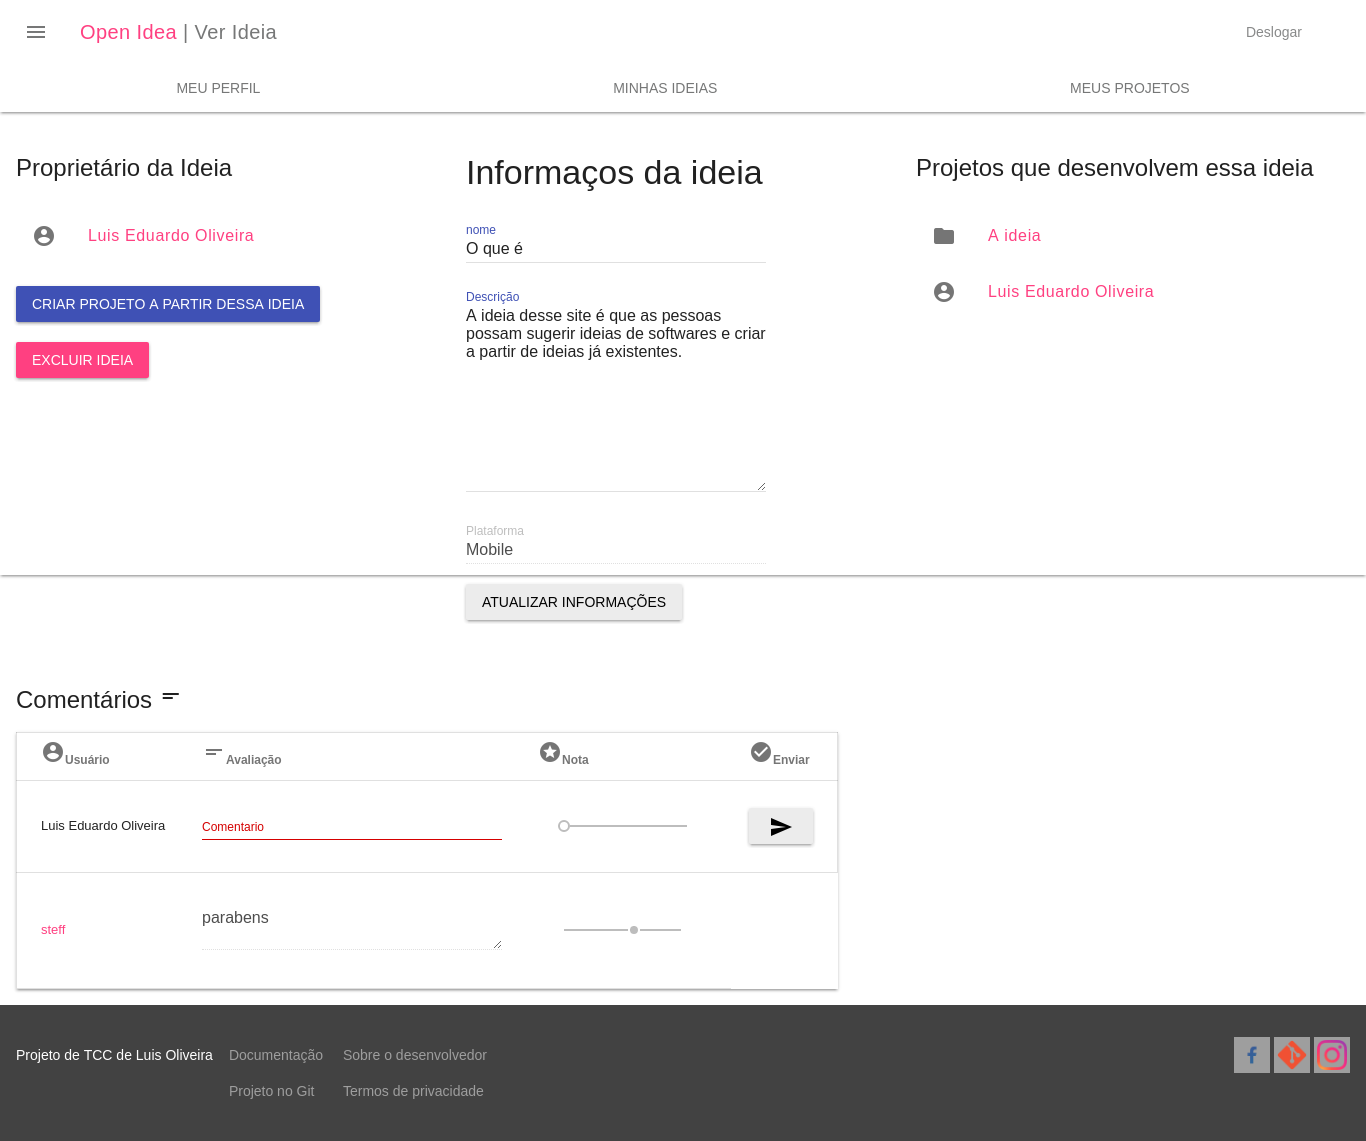 Open Idea | Ver Ideia
Deslogar
MEU PERFIL
MINHAS IDEIAS
MEUS PROJETOS
Proprietário da Ideia
Luis Eduardo Oliveira
CRIAR PROJETO A PARTIR DESSA IDEIA
EXCLUIR IDEIA
Informaços da ideia
nome
O que é
Descrição
A ideia desse site é que as pessoas
possam sugerir ideias de softwares e criar
a partir de ideias já existentes.
Plataforma
Mobile
ATUALIZAR INFORMAÇÕES
Projetos que desenvolvem essa ideia
A ideia
Luis Eduardo Oliveira
Comentários
Usuário Avaliação Nota Enviar
Luis Eduardo Oliveira Comentario
steff parabens
Projeto de TCC de Luis Oliveira Documentação Sobre o desenvolvedor
Projeto no Git Termos de privacidade